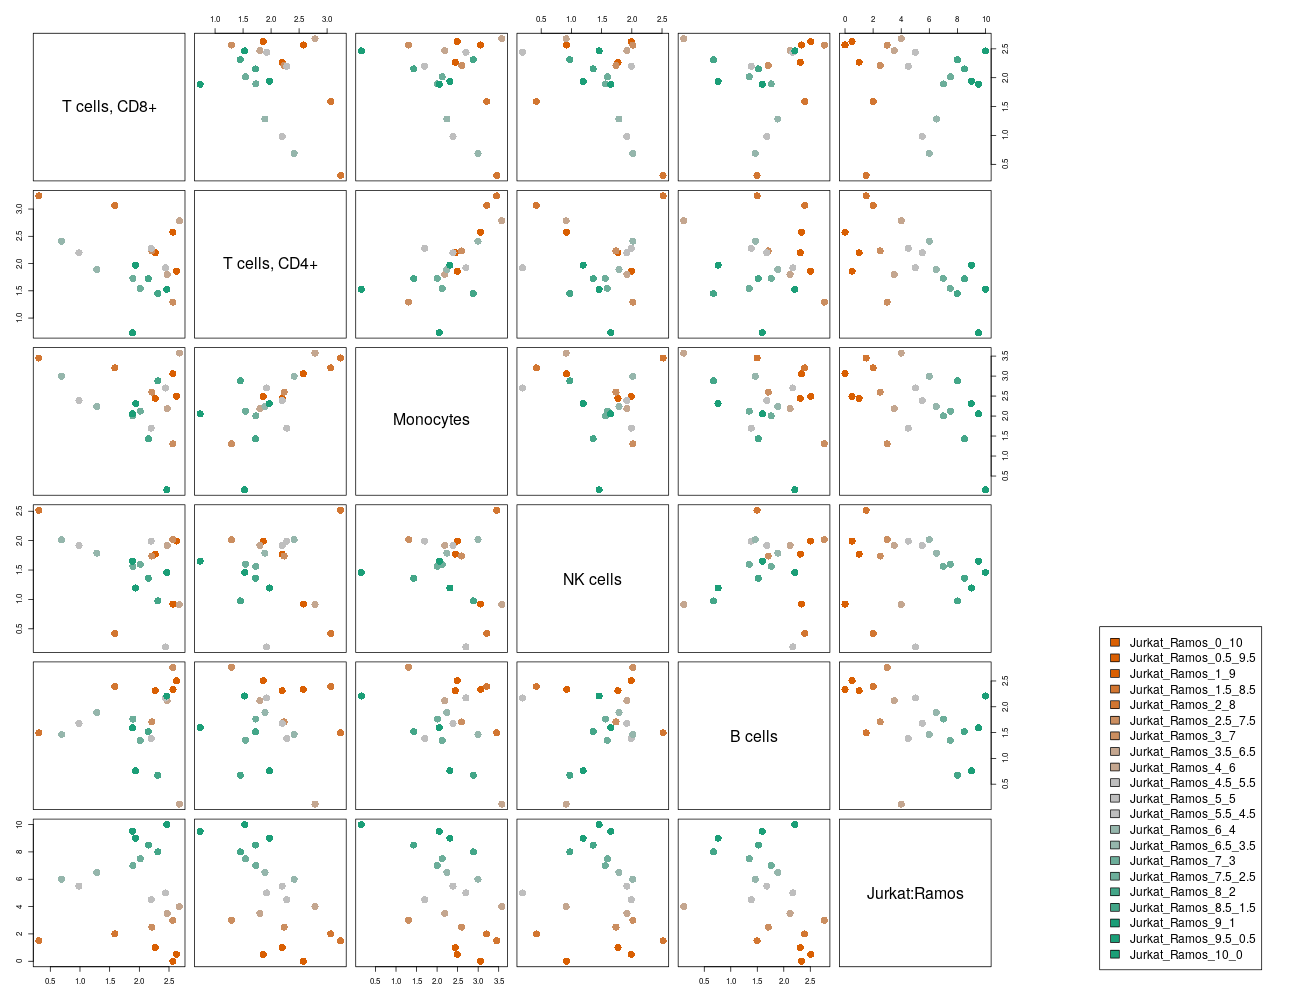 1.0 1.5 2.0 2.5 3.0
0.5 1.0 1.5 2.0 2.5
0 2 4 6 8 10
T cells, CD8+
0.5 1.0 1.5 2.0 2.5
1.0 1.5 2.0 2.5 3.0
T cells, CD4+
Monocytes
0.5 1.0 1.5 2.0 2.5 3.0 3.5
0.5 1.0 1.5 2.0 2.5
NK cells
B cells
0.5 1.0 1.5 2.0 2.5
0 2 4 6 8 10
Jurkat:Ramos
0.5 1.0 1.5 2.0 2.5
0.5 1.0 1.5 2.0 2.5 3.0 3.5
0.5 1.0 1.5 2.0 2.5
Jurkat_Ramos_0_10
Jurkat_Ramos_0.5_9.5
Jurkat_Ramos_1_9
Jurkat_Ramos_1.5_8.5
Jurkat_Ramos_2_8
Jurkat_Ramos_2.5_7.5
Jurkat_Ramos_3_7
Jurkat_Ramos_3.5_6.5
Jurkat_Ramos_4_6
Jurkat_Ramos_4.5_5.5
Jurkat_Ramos_5_5
Jurkat_Ramos_5.5_4.5
Jurkat_Ramos_6_4
Jurkat_Ramos_6.5_3.5
Jurkat_Ramos_7_3
Jurkat_Ramos_7.5_2.5
Jurkat_Ramos_8_2
Jurkat_Ramos_8.5_1.5
Jurkat_Ramos_9_1
Jurkat_Ramos_9.5_0.5
Jurkat_Ramos_10_0